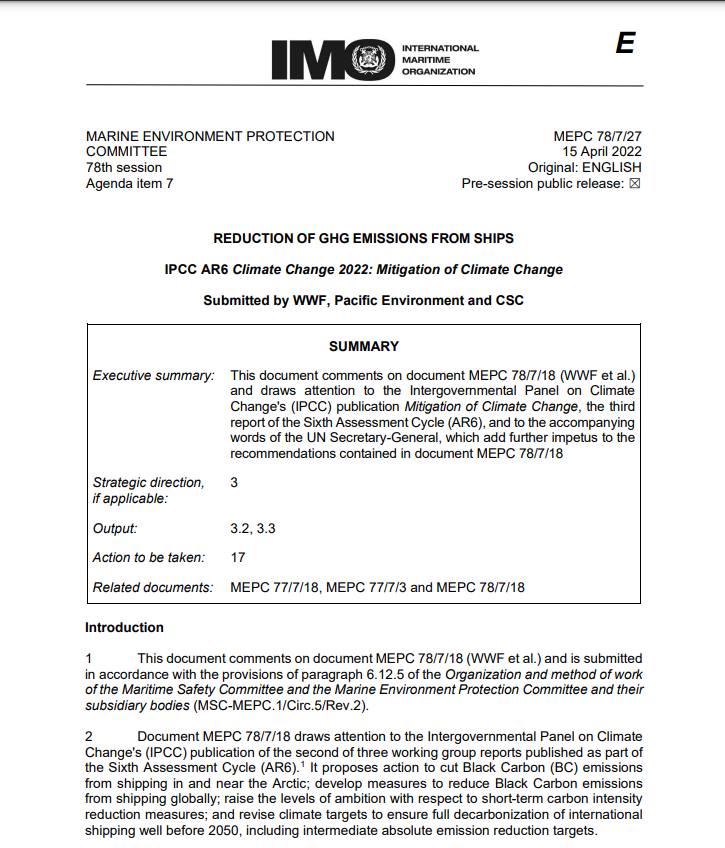 IMO
INTERNATIONAL
MARITIME
ORGANIZATION
E
MARINE ENVIRONMENT PROTECTION
COMMITTEE
78th session
Agenda item 7
MEPC 78/7/27
15 April 2022
Original: ENGLISH
Pre-session public release: ☒
REDUCTION OF GHG EMISSIONS FROM SHIPS
IPCC AR6 Climate Change 2022: Mitigation of Climate Change
Submitted by WWF, Pacific Environment and CSC
SUMMARY
Executive summary: This document comments on document MEPC 78/7/18 (WWF et al.)
and draws attention to the Intergovernmental Panel on Climate
Change's (IPCC) publication Mitigation of Climate Change, the third
report of the Sixth Assessment Cycle (AR6), and to the accompanying
words of the UN Secretary-General, which add further impetus to the
recommendations contained in document MEPC 78/7/18
Strategic direction, 3
if applicable:
Output: 3.2, 3.3
Action to be taken: 17
Related documents: MEPC 77/7/18, MEPC 77/7/3 and MEPC 78/7/18
Introduction
1 This document comments on document MEPC 78/7/18 (WWF et al.) and is submitted
in accordance with the provisions of paragraph 6.12.5 of the Organization and method of work
of the Maritime Safety Committee and the Marine Environment Protection Committee and their
subsidiary bodies (MSC-MEPC.1/Circ.5/Rev.2).
2 Document MEPC 78/7/18 draws attention to the Intergovernmental Panel on Climate
Change's (IPCC) publication of the second of three working group reports published as part of
the Sixth Assessment Cycle (AR6).¹ It proposes action to cut Black Carbon (BC) emissions
from shipping in and near the Arctic; develop measures to reduce Black Carbon emissions
from shipping globally; raise the levels of ambition with respect to short-term carbon intensity
reduction measures; and revise climate targets to ensure full decarbonization of international
shipping well before 2050, including intermediate absolute emission reduction targets.